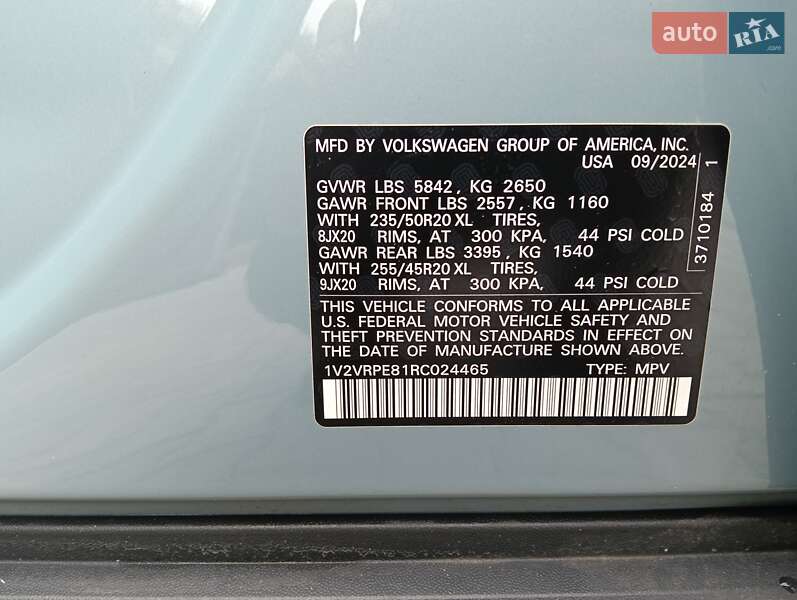 auto RIA .com
MFD BY VOLKSWAGEN GROUP OF AMERICA, INC.
USA 09/2024
GVWR LBS 5842, KG 2650
GAWR FRONT LBS 2557, KG 1160
WITH 235/50R20 XL TIRES,
8JX20 RIMS, AT 300 KPA, 44 PSI COLD
GAWR REAR LBS 3395, KG 1540
WITH 255/45R20 XL TIRES,
9JX20 RIMS, AT 300 KPA, 44 PSI COLD
THIS VEHICLE CONFORMS TO ALL APPLICABLE
U.S. FEDERAL MOTOR VEHICLE SAFETY AND
THEFT PREVENTION STANDARDS IN EFFECT ON
THE DATE OF MANUFACTURE SHOWN ABOVE.
1V2VRPE81RC024465 TYPE: MPV
3710184 1